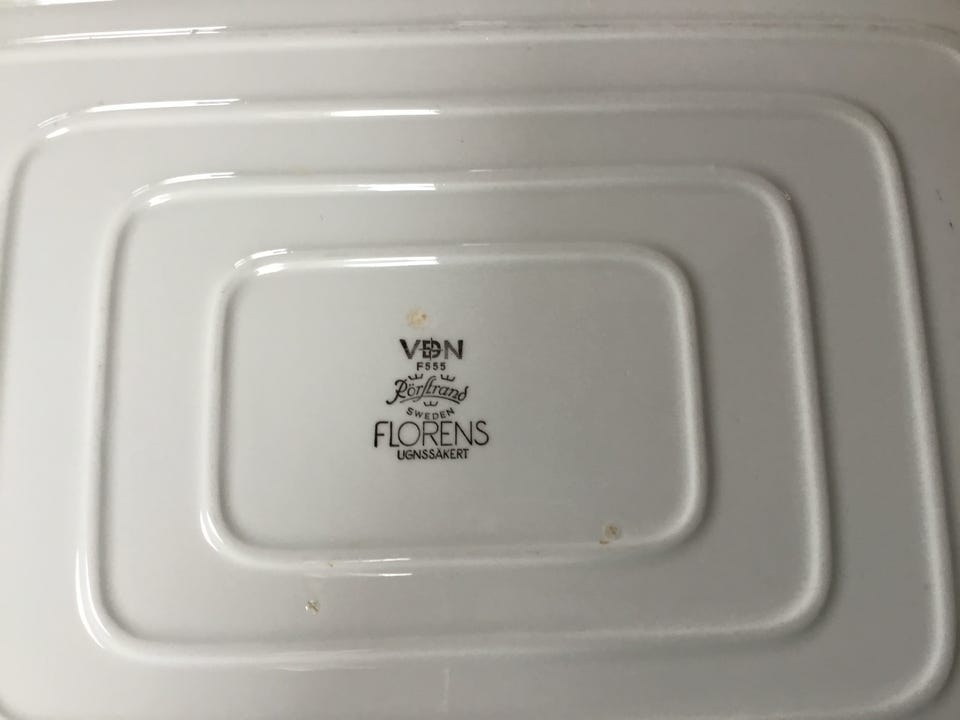 VDN
F555
Rörstrand
SWEDEN
FLORENS
UGNSSÄKERT